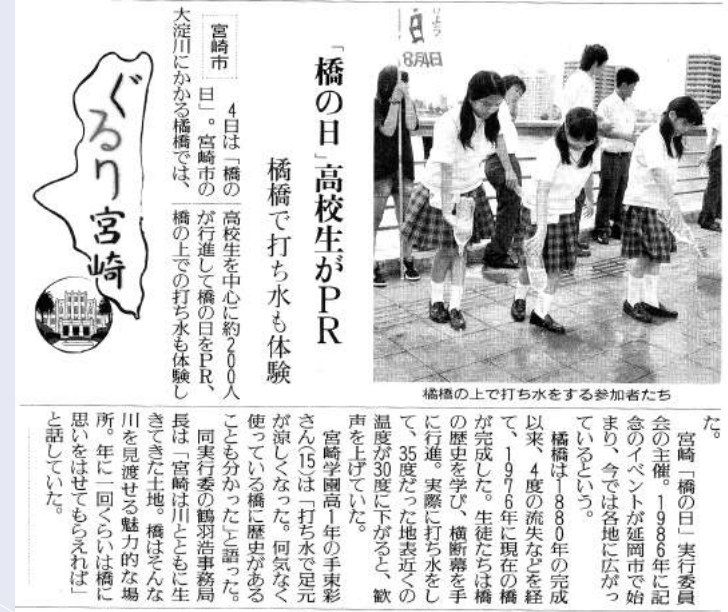 「橋の日」高校生がPR
橘橋で打ち水も体験
日
8月4日
橘橋の上で打ち水をする参加者たち
ぐるり宮崎
宮崎市
4日は「橋の
日」。宮崎市の
大淀川にかかる橘橋では、
高校生を中心に約200人
が行進して橋の日をPR、
橋の上での打ち水も体験し
た。
宮崎「橋の日」実行委員
会の主催。1986年に記
念のイベントが延岡市で始
まり、今では各地に広がっ
ているという。
橘橋は1880年の完成
以来、4度の流失などを経
て、1976年に現在の橋
が完成した。生徒たちは橋
の歴史を学び、横断幕を手
に行進。実際に打ち水をし
て、35度だった地表近くの
温度が30度に下がると、歓
声を上げていた。
宮崎学園高1年の手束彩
さん(15)は「打ち水で足元
が涼しくなった。何気なく
使っている橋に歴史がある
ことも分かった」と語った。
同実行委の鶴羽浩事務局
長は「宮崎は川とともに生
きてきた土地。橋はそんな
川を見渡せる魅力的な場
所。年に一回くらいは橋に
思いをはせてもらえれば」
と話していた。